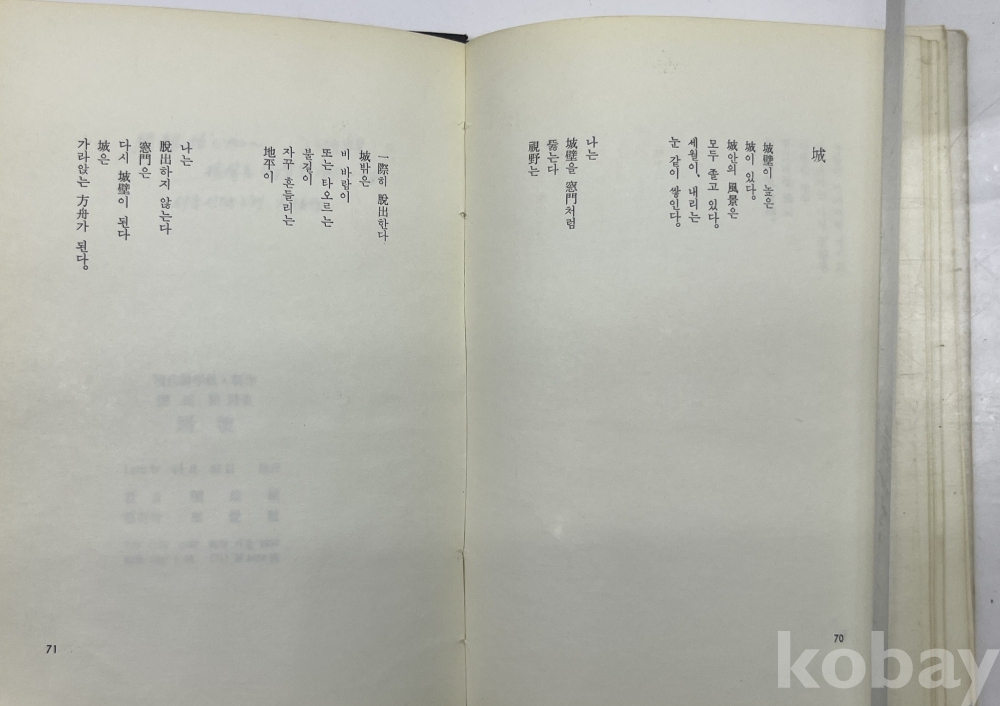 城
城壁이 높은
城이 있다.
城안의 風景은
모두 졸고 있다.
세월이, 내리는
눈 같이 쌓인다.
나는
城壁을 窓門처럼
뚫는다
視野는
70
一際히 脫出한다
城밖은
비 바람이
또는 타오르는
불길이
자꾸 흔들리는
地平이
나는
脫出하지 않는다
窓門은
다시 城壁이 된다
城은
가라앉는 方舟가 된다.
71
kobay